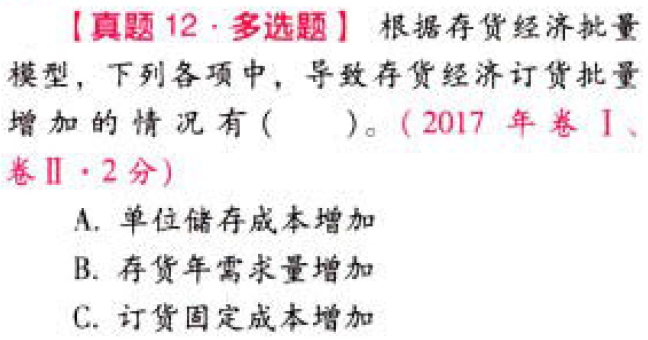 【真题 12·多选题】 根据存货经济批量
模型，下列各项中，导致存货经济订货批量
增加的情况有(　　)。(2017 年卷 Ⅰ、
卷Ⅱ·2分)
A. 单位储存成本增加
B. 存货年需求量增加
C. 订货固定成本增加